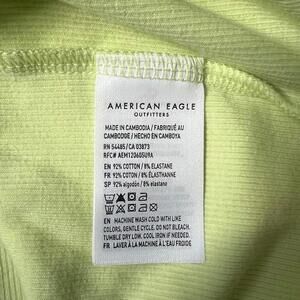 AMERICAN EAGLE
OUTFITTERS
MADE IN CAMBODIA / FABRIQUÉ AU
CAMBODGE / HECHO EN CAMBOYA
RN 54485/CA 03873
RFC# AEM120605U9A
EN 92% COTTON / 8% ELASTANE
FR 92% COTON / 8% ÉLASTHANNE
SP 92% algodón / 8% elastano
EN: MACHINE WASH COLD WITH LIKE
COLORS, GENTLE CYCLE. DO NOT BLEACH.
TUMBLE DRY LOW. COOL IRON IF NEEDED.
FR: LAVER À LA MACHINE À L'EAU FROIDE